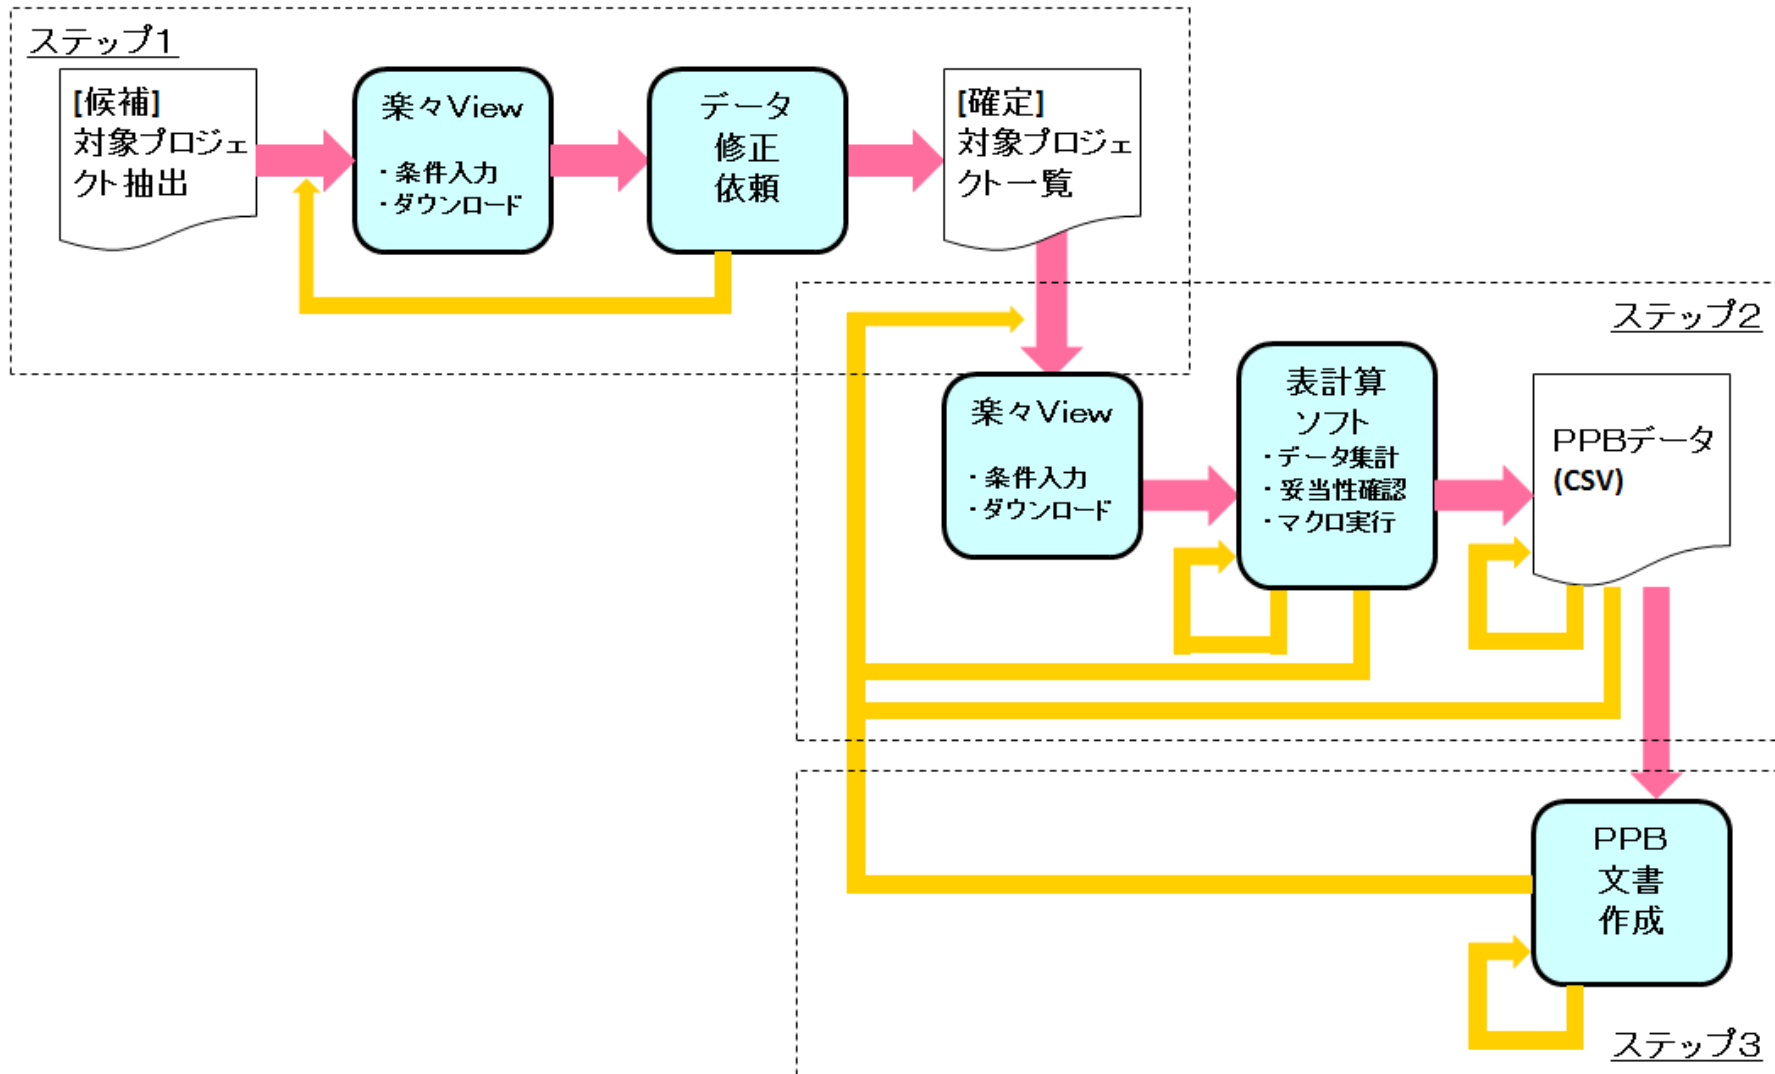 ステップ1
[候補]
対象プロジェ
クト抽出
楽々View
・条件入力
・ダウンロード
データ
修正
依頼
[確定]
対象プロジェ
クト一覧
ステップ2
楽々View
・条件入力
・ダウンロード
表計算
ソフト
・データ集計
・妥当性確認
・マクロ実行
PPBデータ
(CSV)
PPB
文書
作成
ステップ3